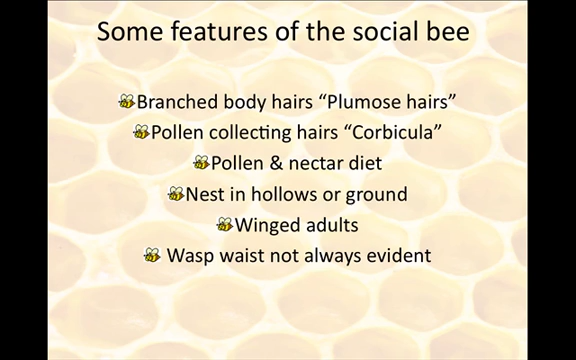 Some features of the social bee
Branched body hairs “Plumose hairs”
Pollen collecting hairs “Corbicula”
Pollen & nectar diet
Nest in hollows or ground
Winged adults
Wasp waist not always evident